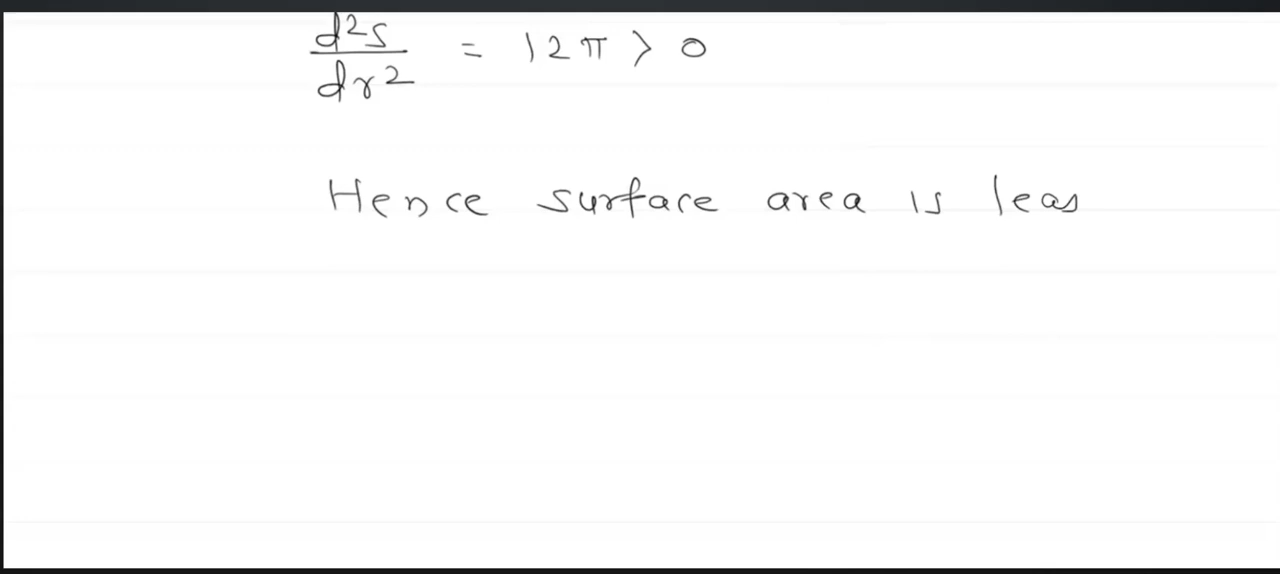 d²s/dr² = 12π > 0
Hence surface area is leas